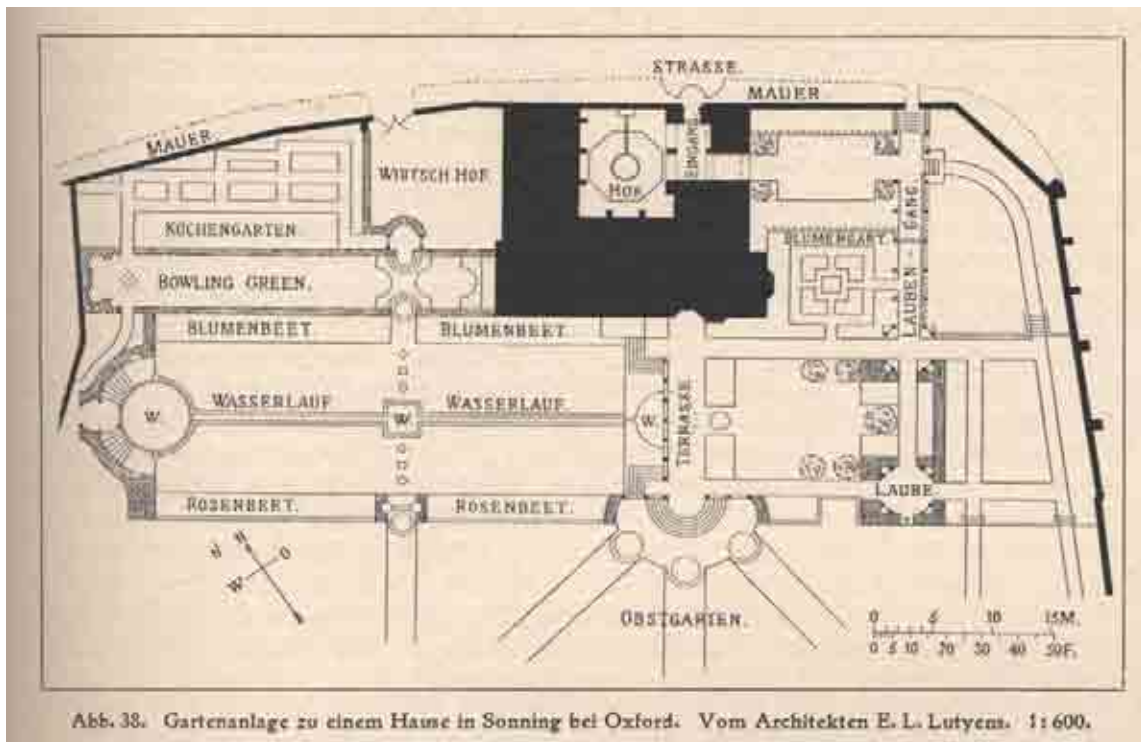 STRASSE.
MAUER
MAUER.
WIRTSCH HOF.
HOF.
EINGANG.
KÜCHENGARTEN.
BLUMENGART.
LAUBEN-GANG.
BOWLING GREEN.
BLUMENBEET
BLUMENBEET.
WASSERLAUF
WASSERLAUF.
W.
W.
W.
TERRASSE.
LAUBE.
ROSENBEET.
ROSENBEET.
N
O
W
OBSTGARTEN.
0 5 10 15M.
0 5 10 20 30 40 50F.
Abb. 38. Gartenanlage zu einem Hause in Sonning bei Oxford. Vom Architekten E. L. Lutyens. 1:600.